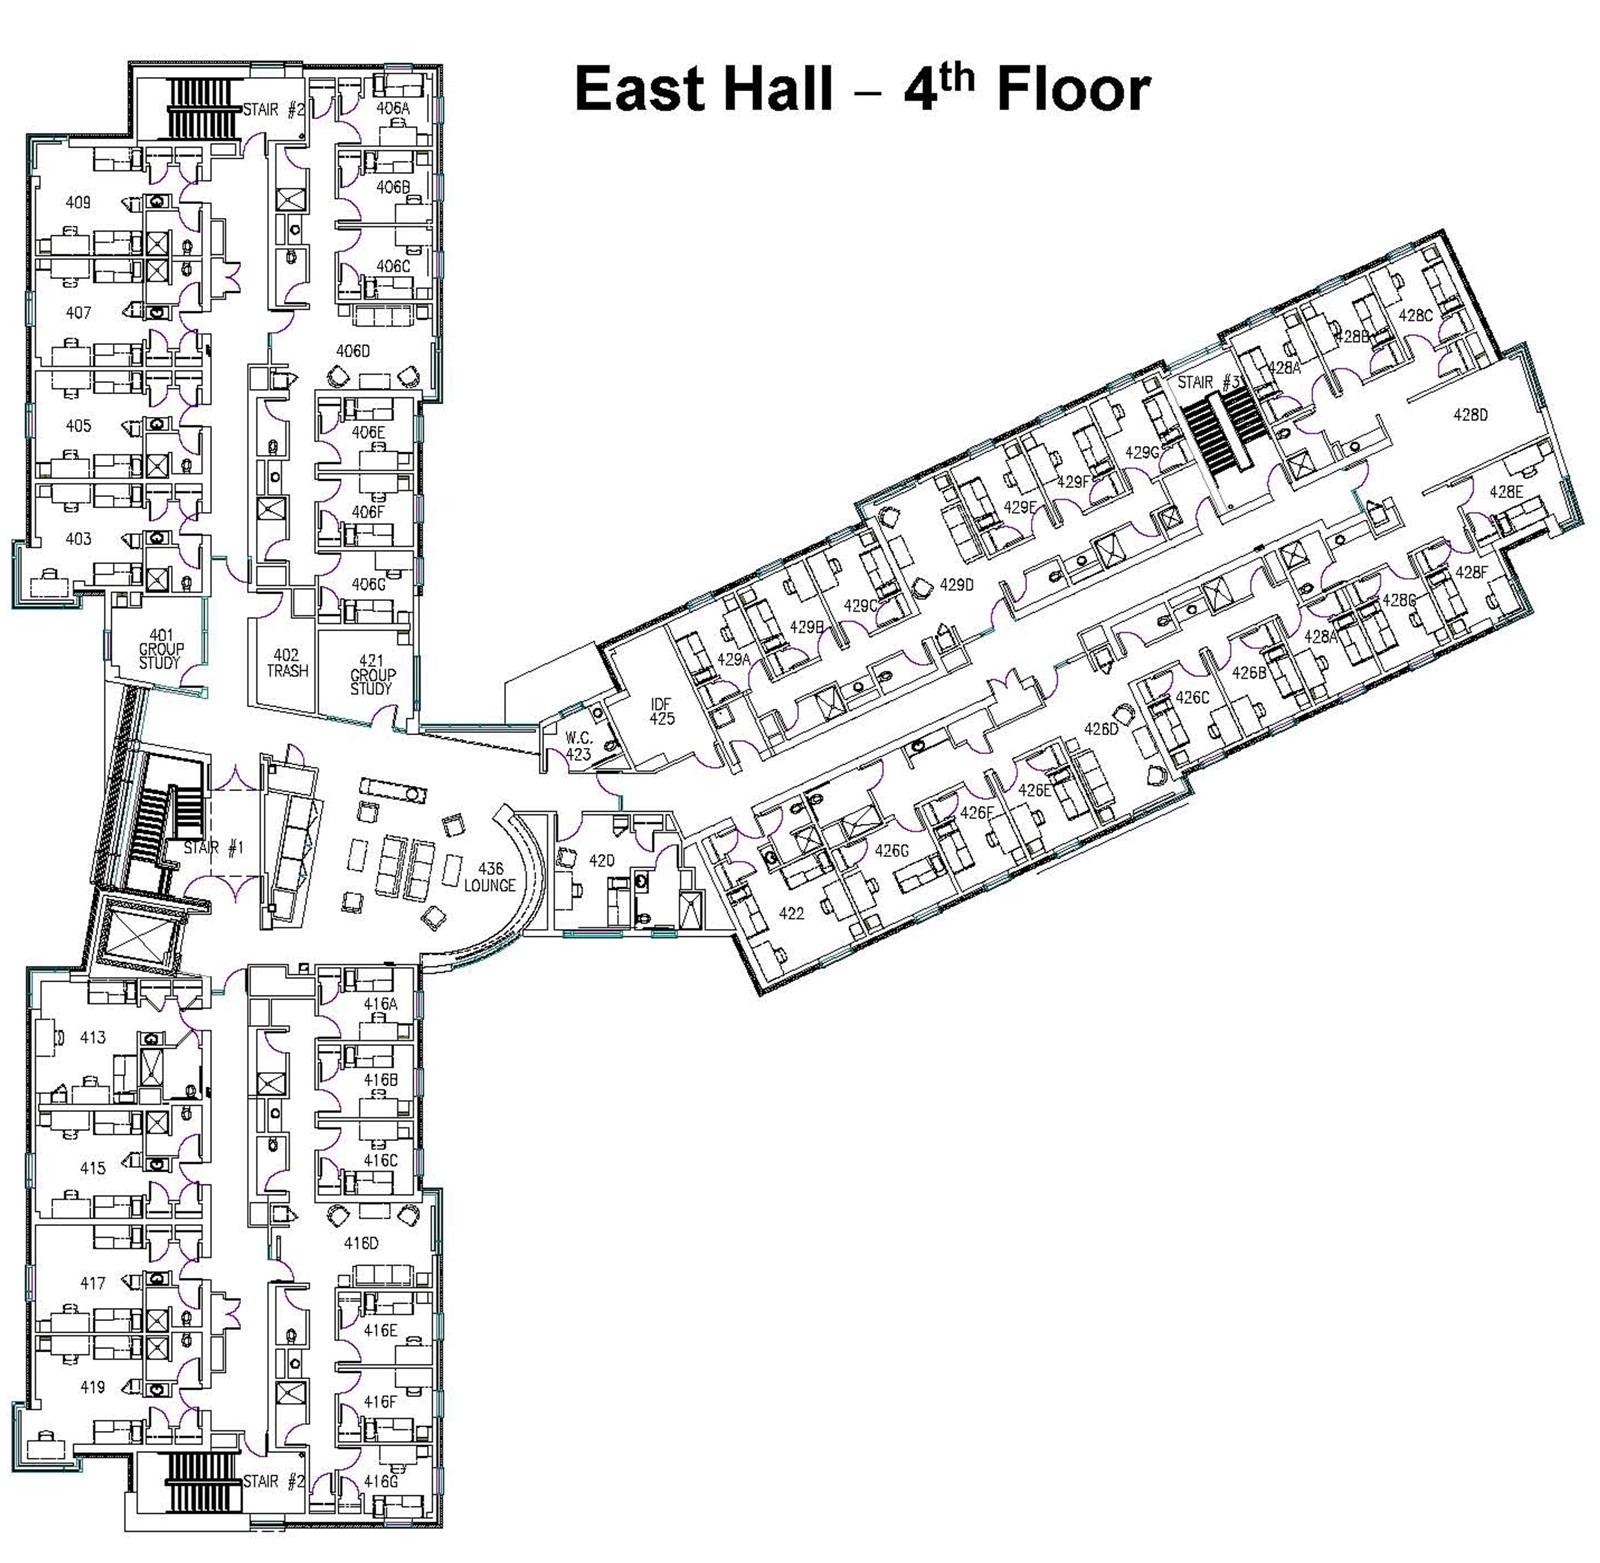 East Hall – 4th Floor
STAIR #2
406A
406B
409
406C
407
406D
405
406E
406F
403
406G
401
GROUP
STUDY
402
TRASH
421
GROUP
STUDY
STAIR #1
436
LOUNGE
W.C.
423
IDF
425
420
422
429A
429B
429C
429D
429E
429F
429G
STAIR #3
428A
428B
428C
428D
428E
428F
428G
428A
426B
426C
426D
426E
426F
426G
413
416A
416B
415
416C
416D
417
416E
419
416F
STAIR #2
416G